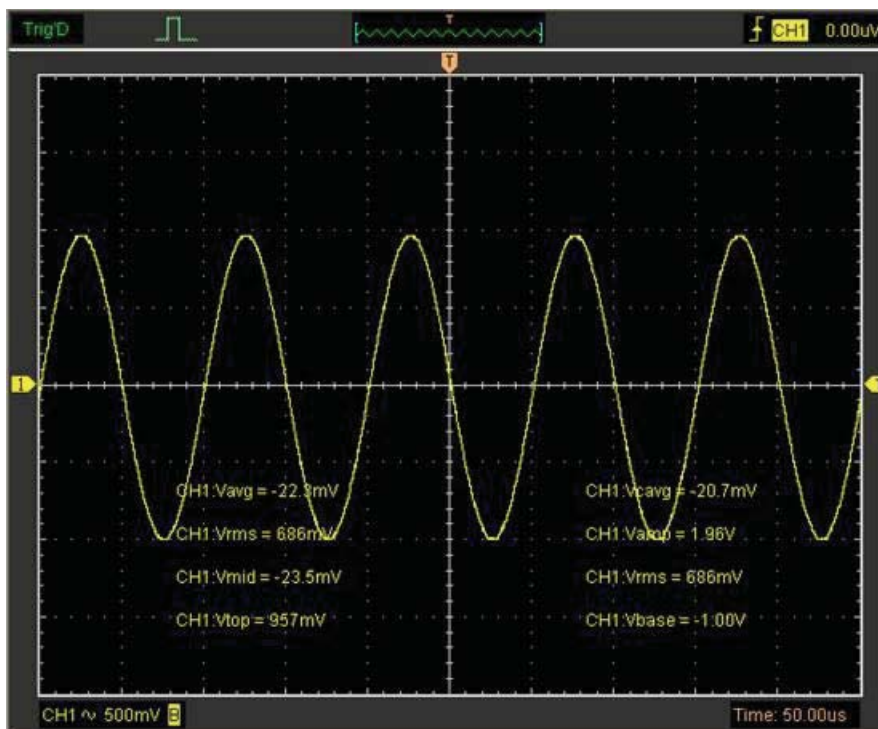 Trig'D
T
CH1 0.00uV
T
1
CH1:Vavg = -22.3mV
CH1:Vcavg = -20.7mV
CH1:Vrms = 686mV
CH1:Vamp = 1.96V
CH1:Vmid = -23.5mV
CH1:Vrms = 686mV
CH1:Vtop = 957mV
CH1:Vbase = -1.00V
CH1 ∿ 500mV B
Time: 50.00us